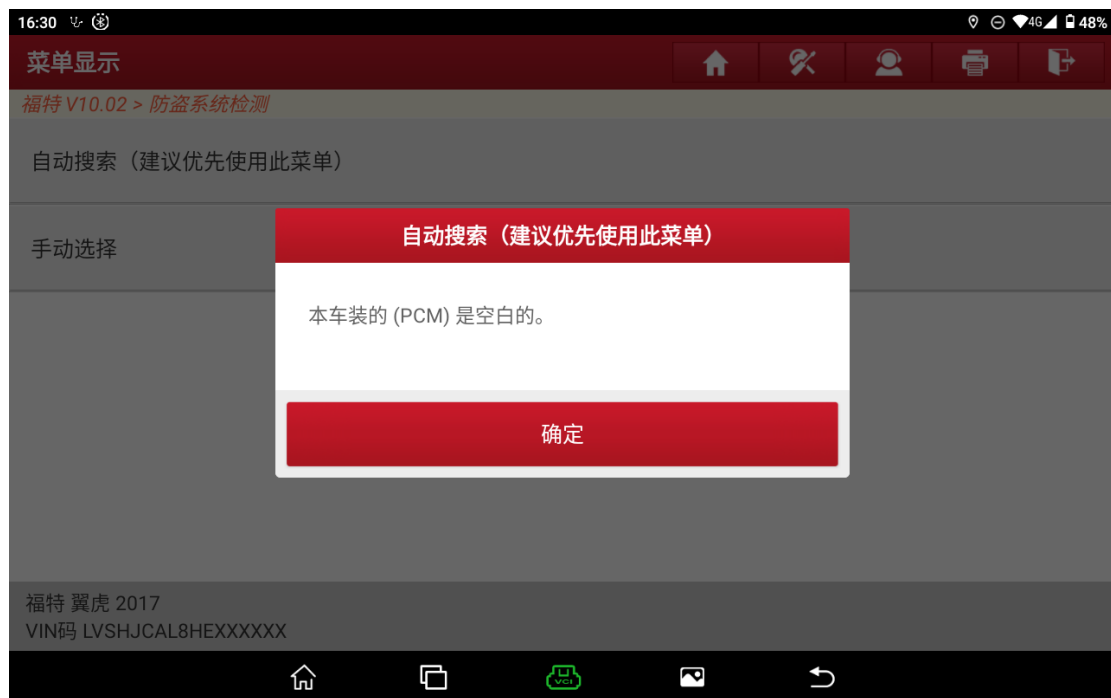 16:30
4G 48%
菜单显示
福特 V10.02 > 防盗系统检测
自动搜索（建议优先使用此菜单）
手动选择
自动搜索（建议优先使用此菜单）
本车装的 (PCM) 是空白的。
确定
福特 翼虎 2017
VIN码 LVSHJCAL8HEXXXXXX
VCI